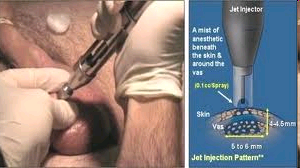 Jet Injector
A mist of
anesthetic
beneath
the skin &
around the
vas
(0.1cc/Spray)
Skin
Vas
4-4.5mm
5 to 6 mm
Jet Injection Pattern**